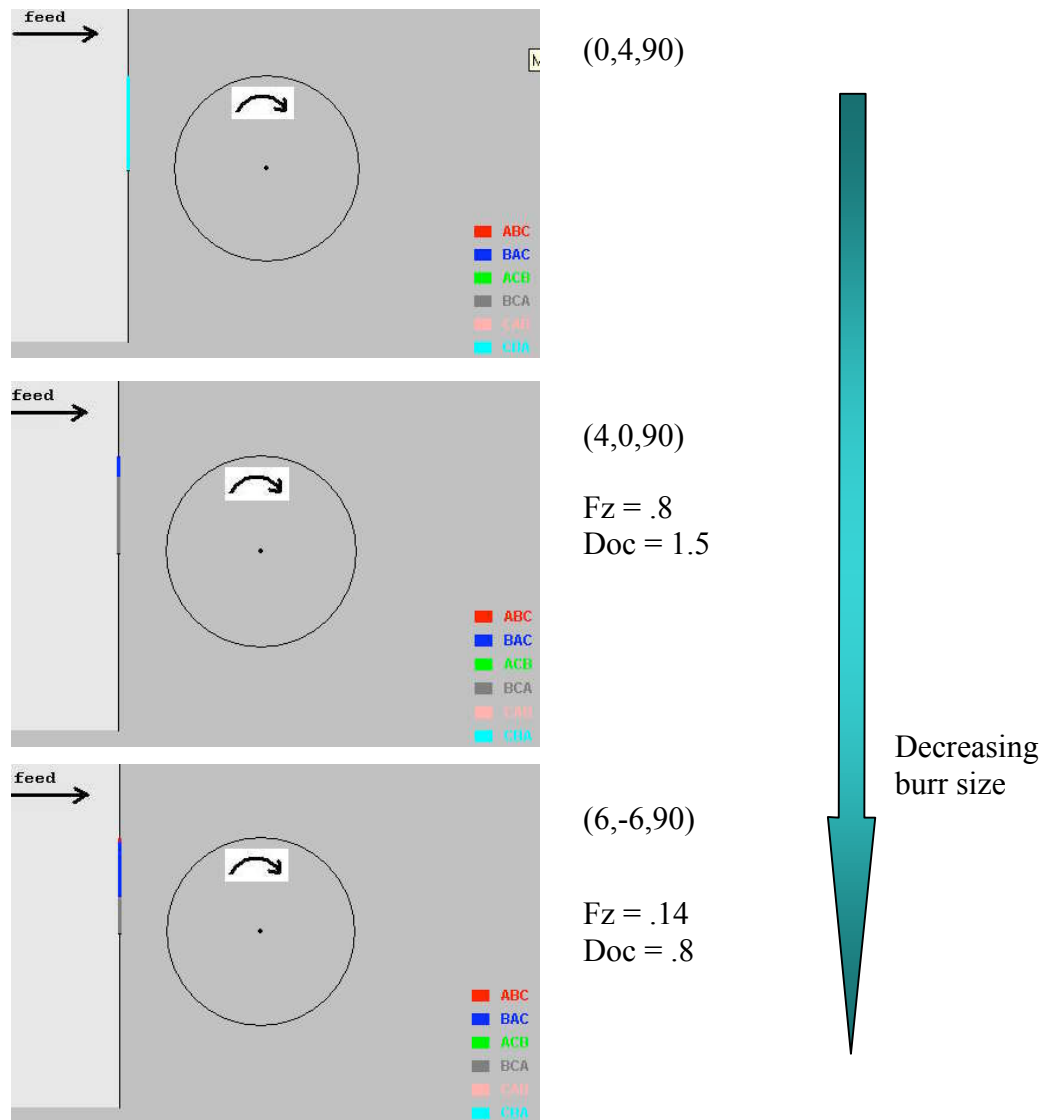 feed
(0,4,90)
M
ABC
BAC
ACB
BCA
CAB
CBA
feed
(4,0,90)
Fz = .8
Doc = 1.5
ABC
BAC
ACB
BCA
CAB
CBA
Decreasing
burr size
feed
(6,-6,90)
Fz = .14
Doc = .8
ABC
BAC
ACB
BCA
CAB
CBA